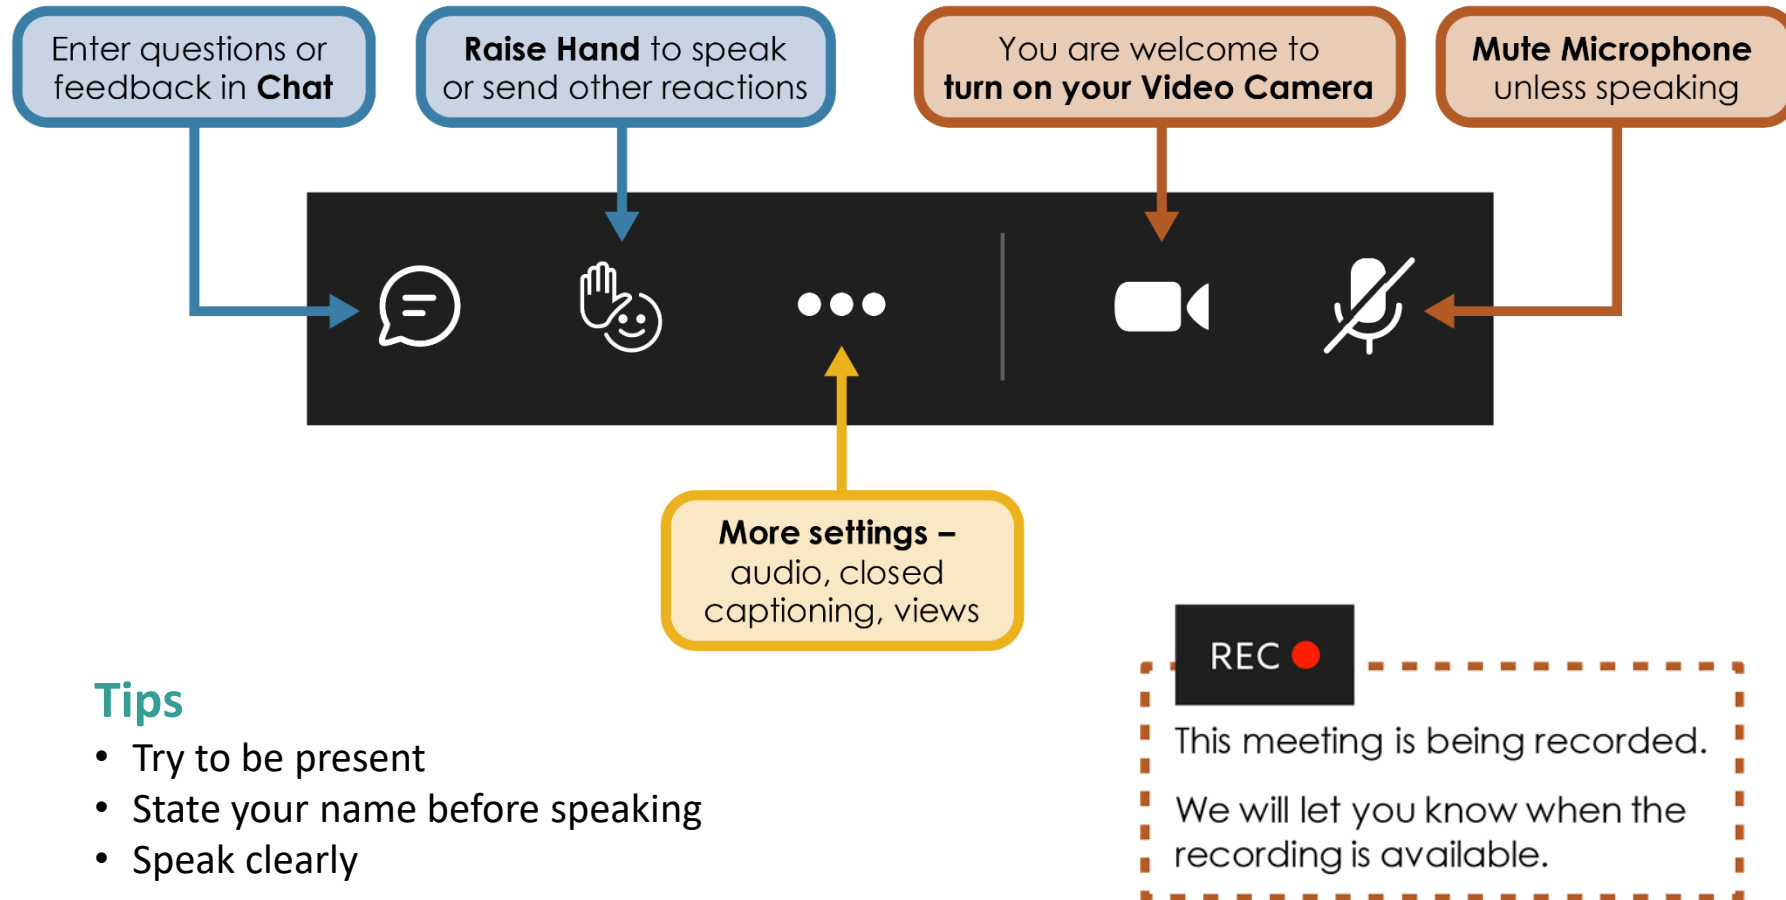 Enter questions or
feedback in Chat
Raise Hand to speak
or send other reactions
You are welcome to
turn on your Video Camera
Mute Microphone
unless speaking
More settings –
audio, closed
captioning, views
Tips
• Try to be present
• State your name before speaking
• Speak clearly
REC
This meeting is being recorded.
We will let you know when the
recording is available.